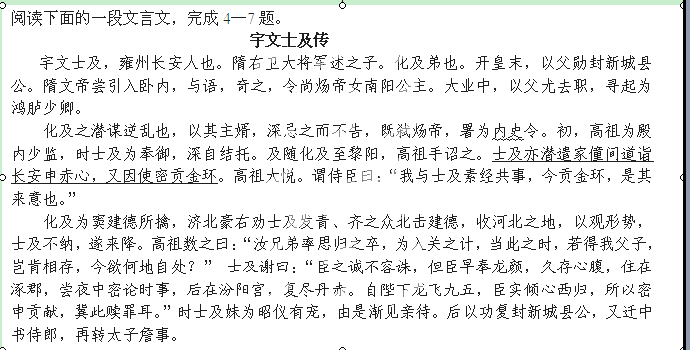 阅读下面的一段文言文，完成4—7题。
宇文士及传
宇文士及，雍州长安人也。隋右卫大将军述之子。化及弟也。开皇末，以父勋封新城县
公。隋文帝尝引入卧内，与语，奇之，令尚炀帝女南阳公主。大业中，以父尤去职，寻起为
鸿胪少卿。
化及之潜谋逆乱也，以其主婿，深忌之而不告，既弑炀帝，署为内史令。初，高祖为殿
内少监，时士及为奉御，深自结托。及随化及至黎阳，高祖手诏之。士及亦潜遣家僮间道诣
长安申赤心，又因使密贡金环。高祖大悦。谓侍臣曰：“我与士及素经共事，今贡金环，是其
来意也。”
化及为窦建德所擒，济北豪右劝士及发青、齐之众北击建德，收河北之地，以观形势，
士及不纳，遂来降。高祖数之曰：“汝兄弟率思归之卒，为入关之计，当此之时，若得我父子，
岂肯相存，今欲何地自处？” 士及谢曰：“臣之诚不容诛，但臣早奉龙颜，久存心腹，往在
涿郡，尝夜中密论时事，后在汾阳宫，复尽丹赤。自陛下龙飞九五，臣实倾心西归，所以密
申贡献，冀此赎罪耳。”时士及妹为昭仪有宠，由是渐见亲待。后以功复封新城县公，又迁中
书侍郎，再转太子詹事。